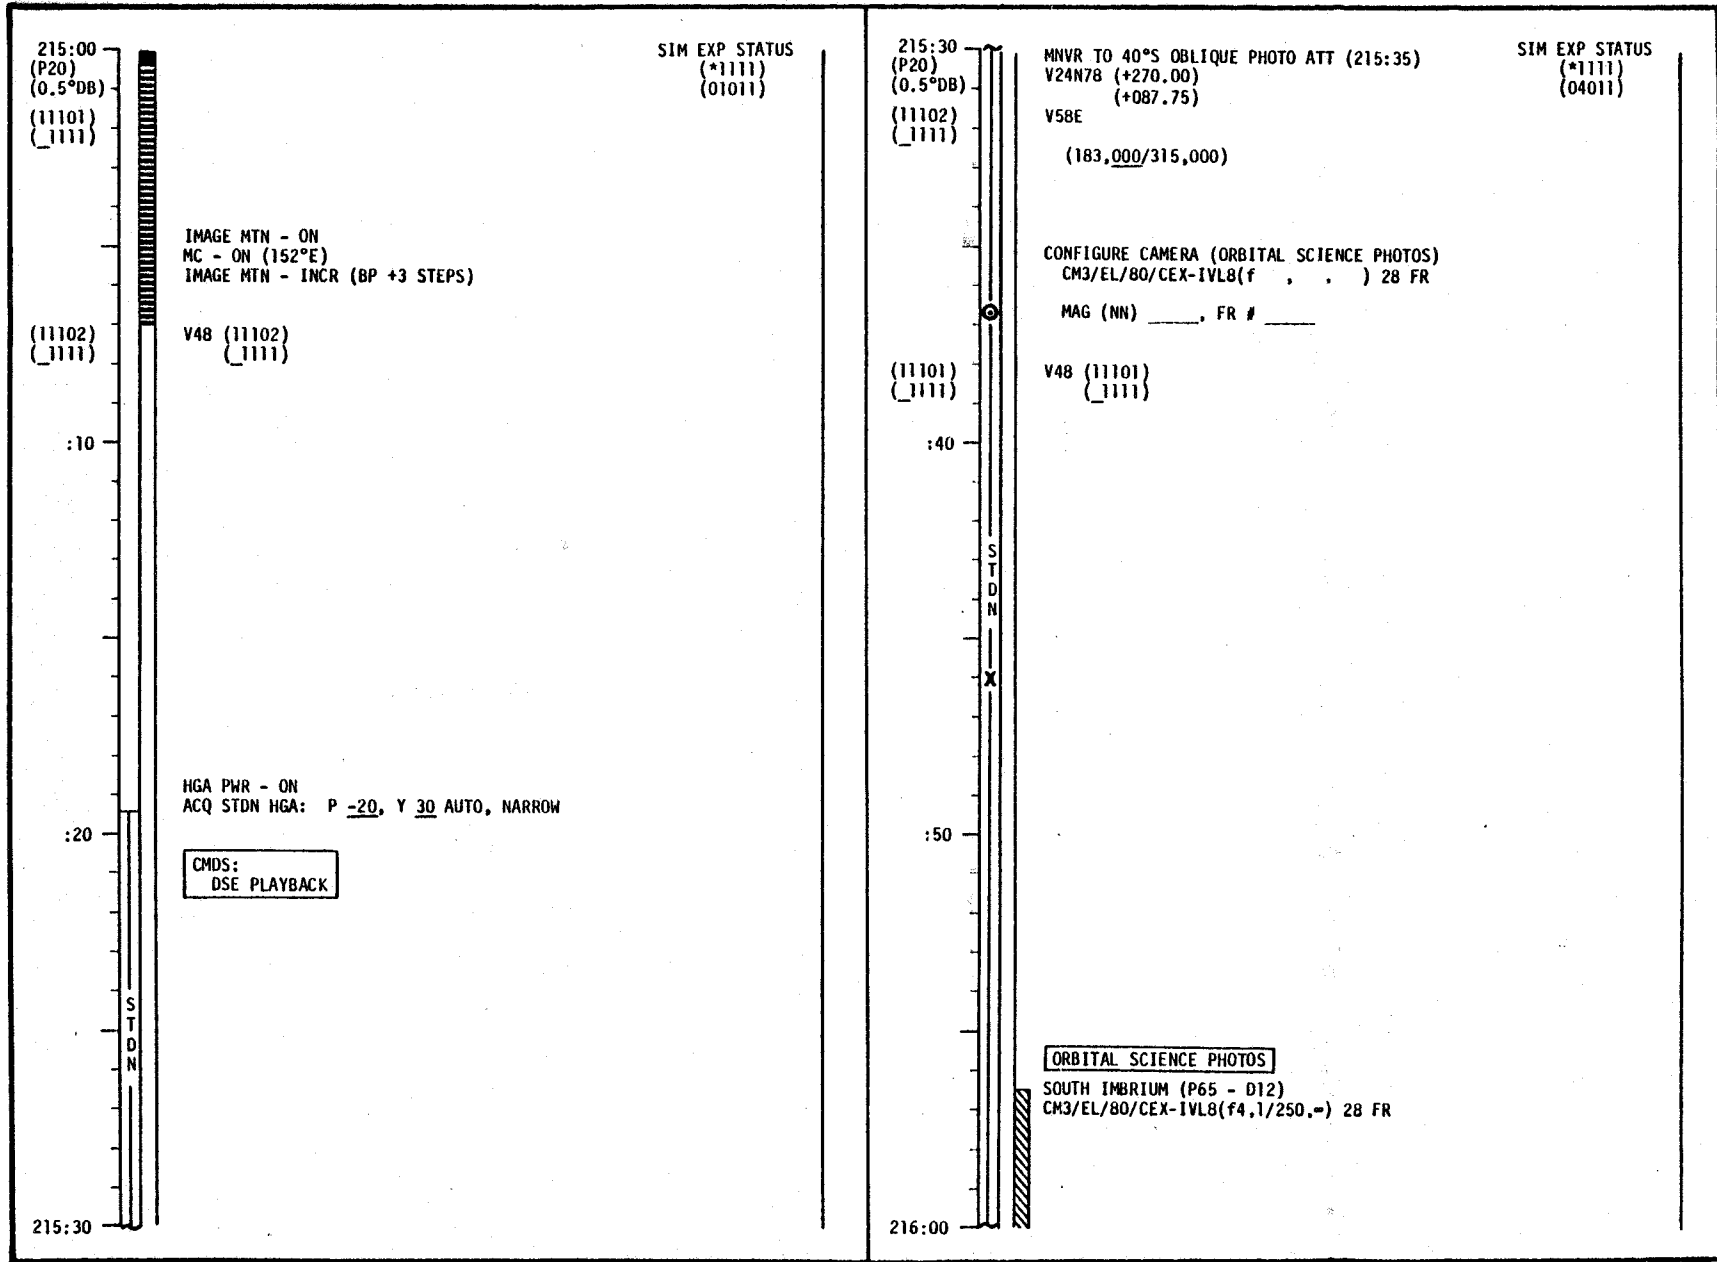 215:00
(P20)
(0.5°DB)
(11101)
(_1111)
SIM EXP STATUS
(*1111)
(01011)
IMAGE MTN - ON
MC - ON (152°E)
IMAGE MTN - INCR (BP +3 STEPS)
(11102)
(_1111)
V48 (11102)
(_1111)
:10
HGA PWR - ON
ACQ STDN HGA: P -20, Y 30 AUTO, NARROW
:20
CMDS:
DSE PLAYBACK
STDN
215:30
215:30
(P20)
(0.5°DB)
(11102)
(_1111)
MNVR TO 40°S OBLIQUE PHOTO ATT (215:35)
V24N78 (+270.00)
(+087.75)
V58E
(183,000/315,000)
SIM EXP STATUS
(*1111)
(04011)
CONFIGURE CAMERA (ORBITAL SCIENCE PHOTOS)
CM3/EL/80/CEX-IVL8(f , . ) 28 FR
MAG (NN) _____, FR # _____
(11101)
(_1111)
V48 (11101)
(_1111)
:40
STDN
X
:50
ORBITAL SCIENCE PHOTOS
SOUTH IMBRIUM (P65 - D12)
CM3/EL/80/CEX-IVL8(f4,1/250,∞) 28 FR
216:00